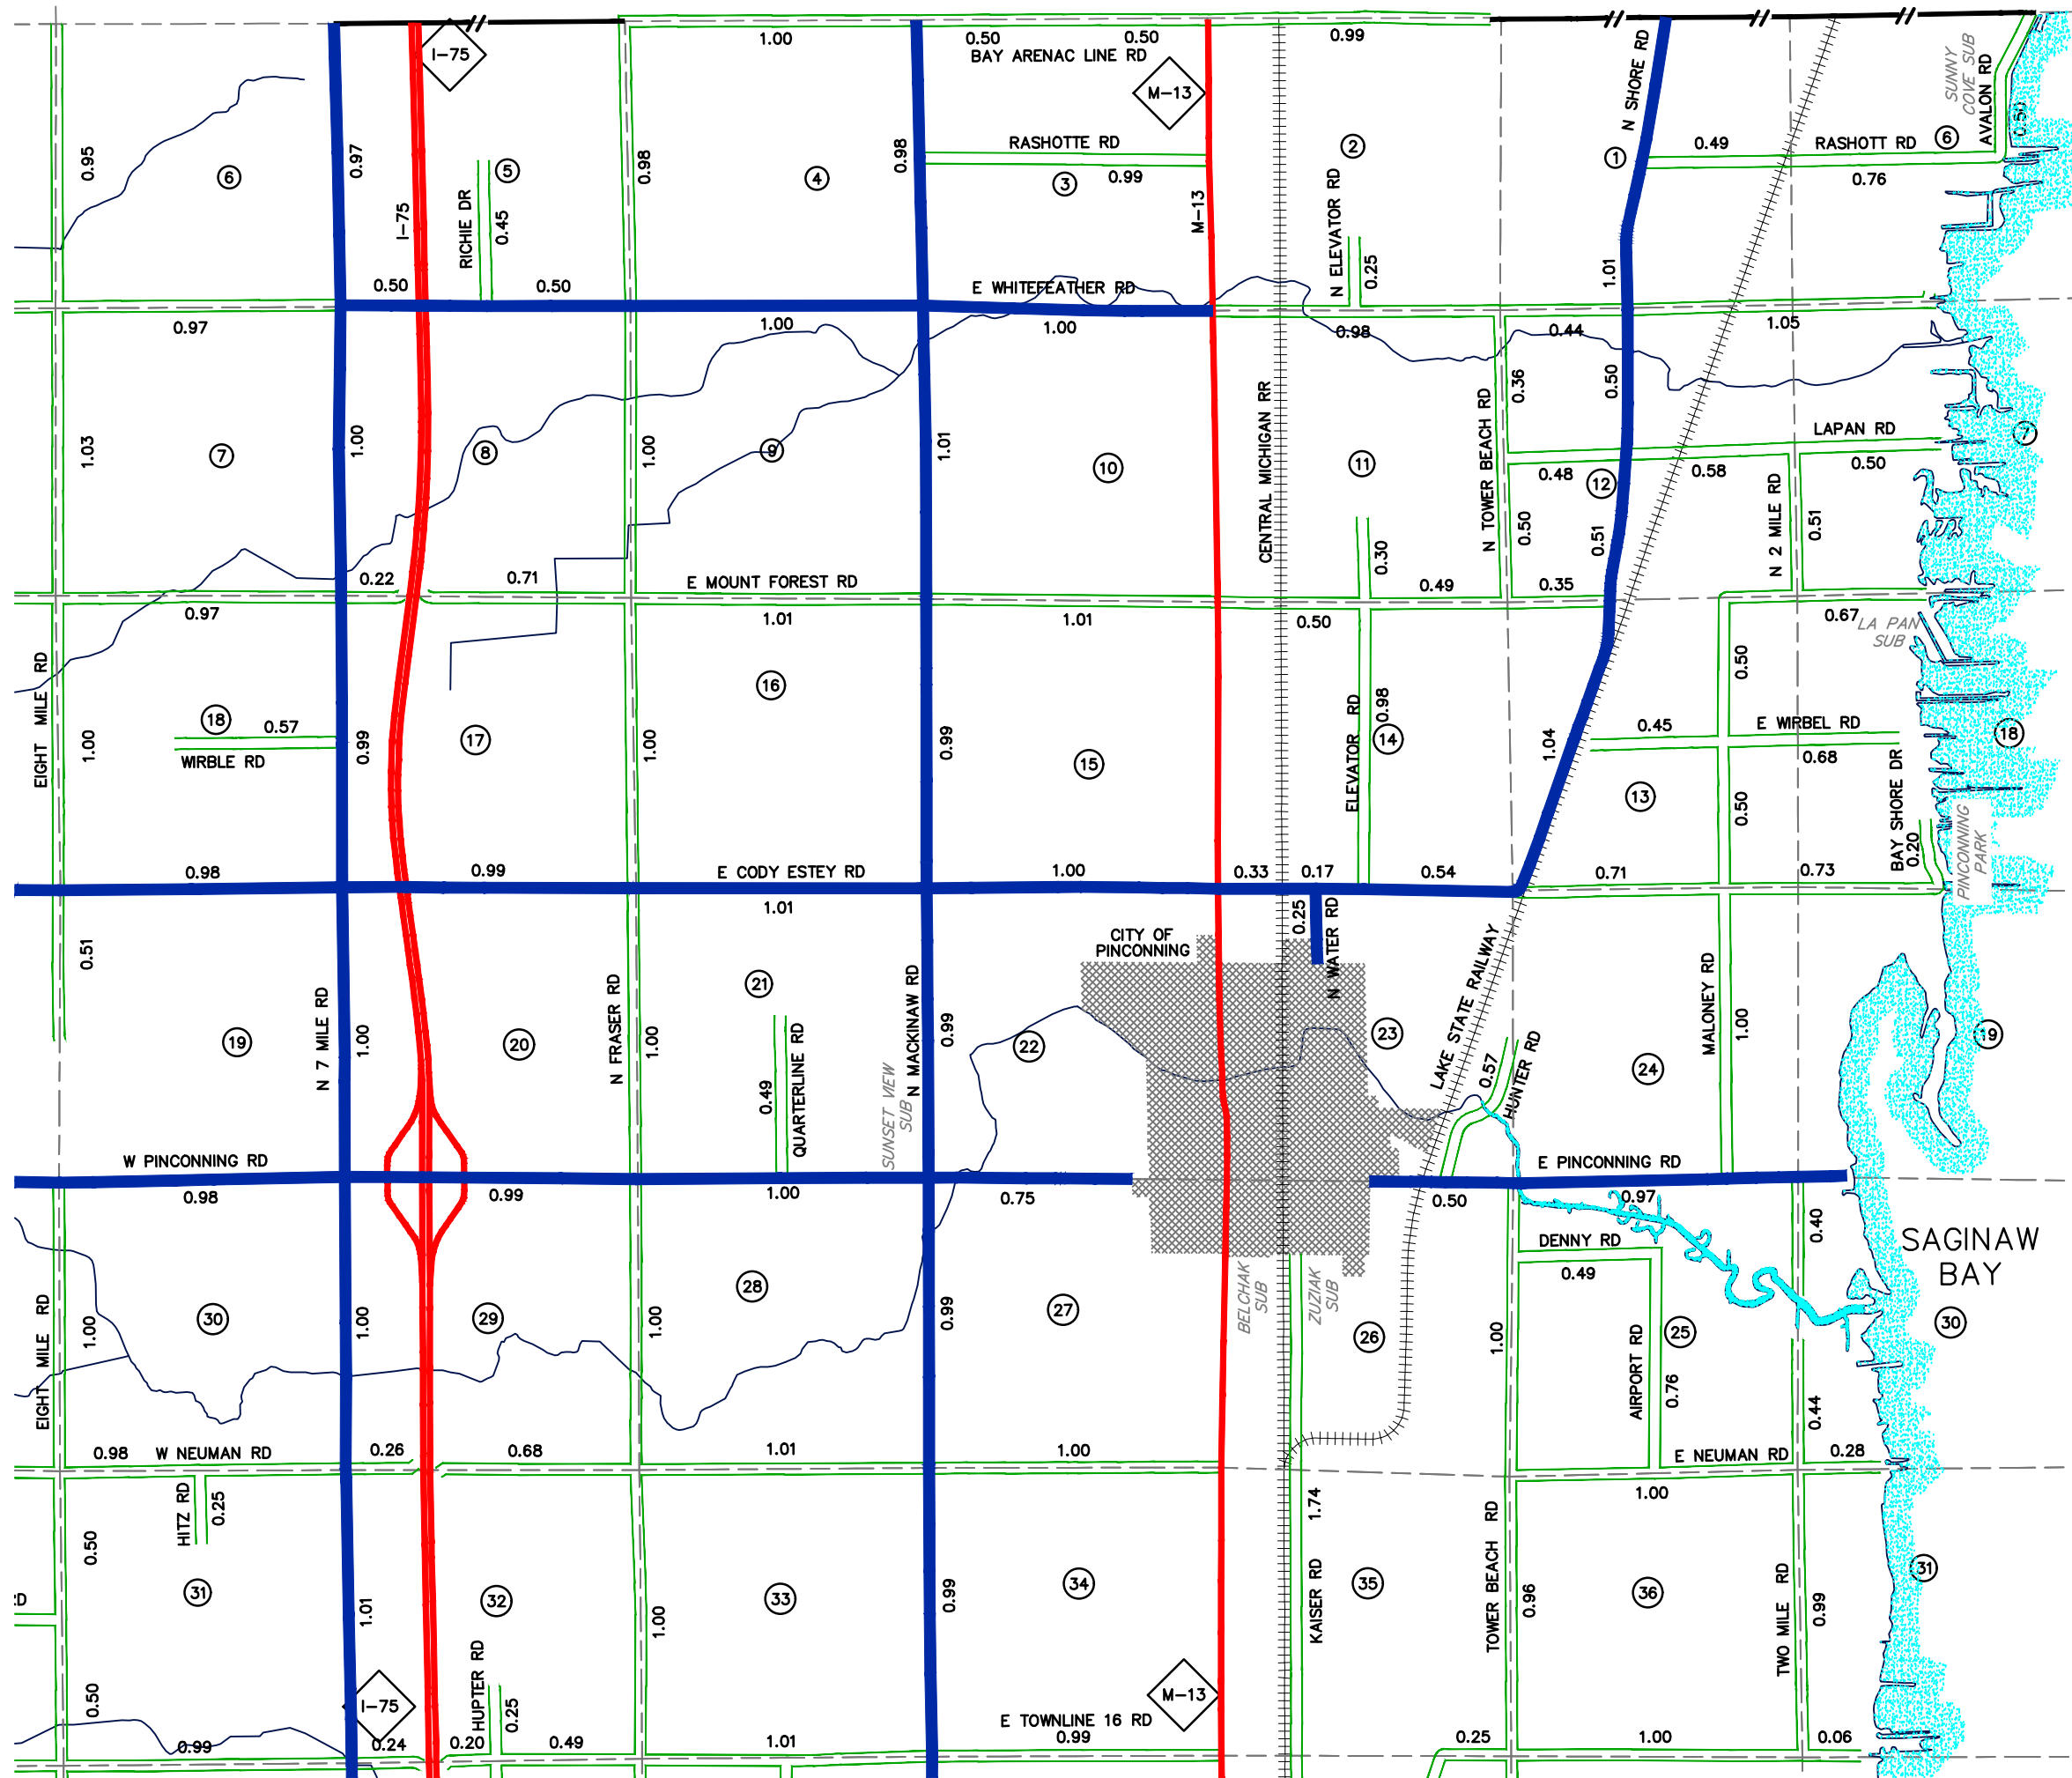 I-75
1.00
0.50
0.50
BAY ARENAC LINE RD
0.99
M-13
N SHORE RD
SUNNY
COVE SUB
AVALON RD
0.50
0.95
6
0.97
I-75
RICHIE DR
5
0.45
0.98
4
0.98
RASHOTTE RD
3
0.99
M-13
2
N ELEVATOR RD
0.25
1
0.49
RASHOTT RD
6
0.76
1.01
0.50
0.50
E WHITEFEATHER RD
0.97
1.00
1.00
0.98
0.44
1.05
1.03
7
1.00
8
1.00
9
1.01
10
CENTRAL MICHIGAN RR
11
N TOWER BEACH RD
0.36
0.50
0.50
LAPAN RD
7
0.48
12
0.58
0.50
N 2 MILE RD
0.51
0.51
0.30
0.22
0.71
E MOUNT FOREST RD
0.49
0.35
0.97
1.01
1.01
0.50
0.67
LA PAN
SUB
EIGHT MILE RD
1.00
18
0.57
WIRBLE RD
0.99
17
1.00
16
0.99
15
ELEVATOR RD
0.98
14
1.04
0.50
0.45
E WIRBEL RD
0.68
18
13
0.50
BAY SHORE DR
0.20
PINCONNING
PARK
0.98
0.99
E CODY ESTEY RD
1.00
0.33
0.17
0.54
0.71
0.73
1.01
0.51
CITY OF
PINCONNING
0.25
N WATER RD
19
N 7 MILE RD
1.00
20
N FRASER RD
1.00
21
0.49
QUARTERLINE RD
SUNSET VIEW
SUB
N MACKINAW RD
0.99
22
23
LAKE STATE RAILWAY
0.57
HUNTER RD
24
MALONEY RD
1.00
19
W PINCONNING RD
E PINCONNING RD
0.98
0.99
1.00
0.75
0.50
0.97
SAGINAW
BAY
EIGHT MILE RD
1.00
30
1.00
29
1.00
28
0.99
27
BELCHAK
SUB
ZUZIAK
SUB
26
1.00
DENNY RD
0.49
AIRPORT RD
0.76
25
0.40
0.44
30
0.98
W NEUMAN RD
0.26
0.68
1.01
1.00
E NEUMAN RD
0.28
1.00
HITZ RD
0.25
0.50
31
1.01
32
1.00
33
0.99
34
1.74
KAISER RD
35
TOWER BEACH RD
0.96
36
TWO MILE RD
0.99
31
0.50
I-75
HUPTER RD
0.25
M-13
E TOWNLINE 16 RD
0.99
0.24
0.20
0.49
1.01
0.99
0.25
1.00
0.06